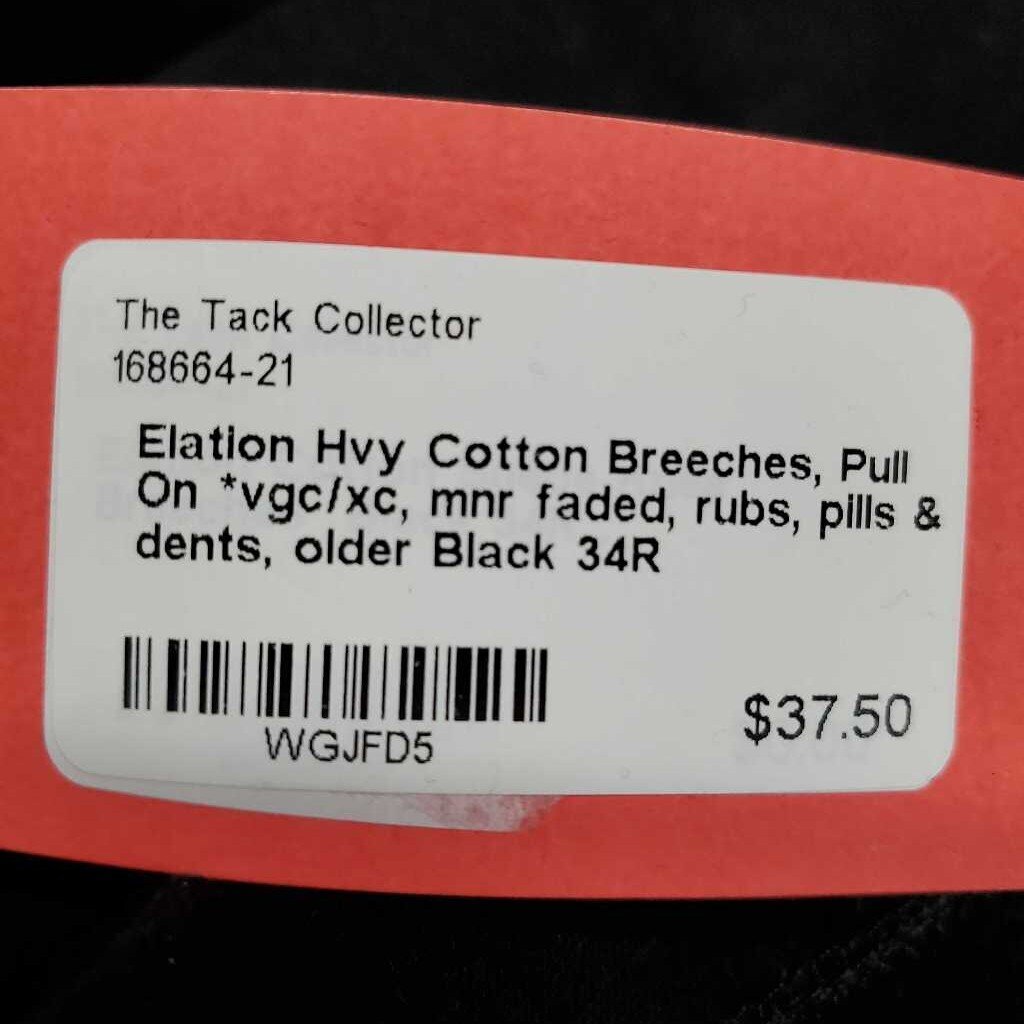 The Tack Collector
168664-21
Elation Hvy Cotton Breeches, Pull
On *vgc/xc, mnr faded, rubs, pills &
dents, older Black 34R
WGJFD5
$37.50